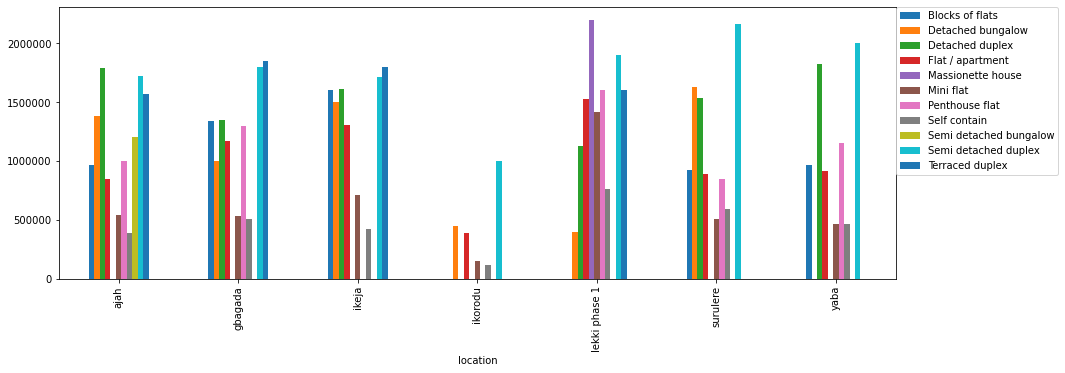 2000000
1500000
1000000
500000
0
ajah
gbagada
ikeja
ikorodu
lekki phase 1
surulere
yaba
location
Blocks of flats
Detached bungalow
Detached duplex
Flat / apartment
Massionette house
Mini flat
Penthouse flat
Self contain
Semi detached bungalow
Semi detached duplex
Terraced duplex